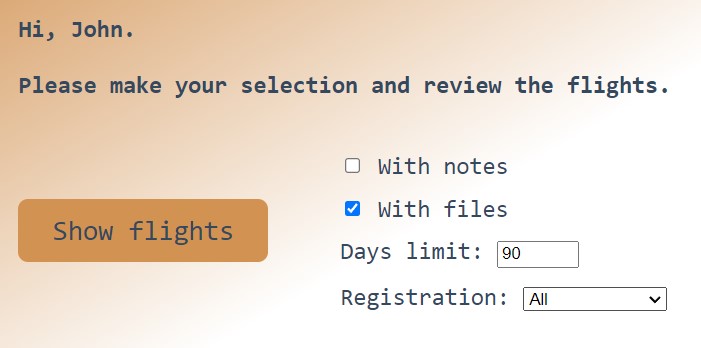 Hi, John.
Please make your selection and review the flights.
With notes
With files
Show flights
Days limit: 90
Registration: All